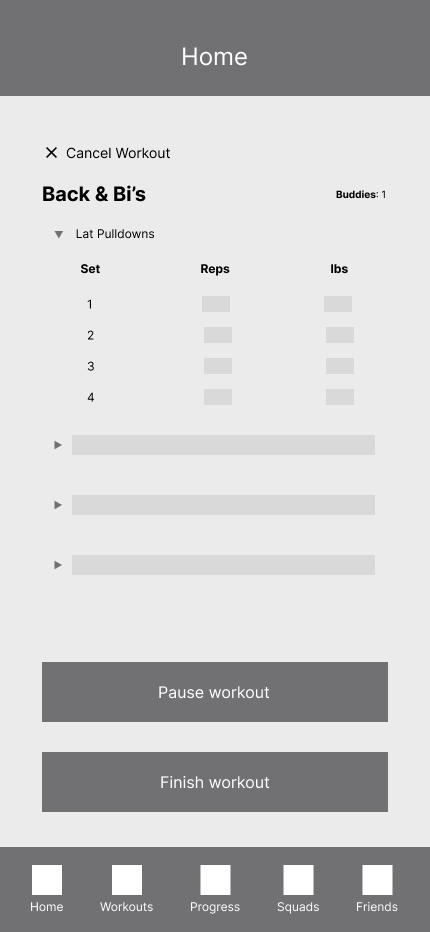 Home
Cancel Workout
Back & Bi’s
Buddies: 1
Lat Pulldowns
Set Reps lbs
1
2
3
4
Pause workout
Finish workout
Home Workouts Progress Squads Friends